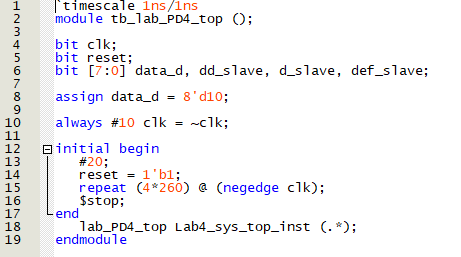 1 `timescale 1ns/1ns
2 module tb_lab_PD4_top ();
3
4 bit clk;
5 bit reset;
6 bit [7:0] data_d, dd_slave, d_slave, def_slave;
7
8 assign data_d = 8'd10;
9
10 always #10 clk = ~clk;
11
12 initial begin
13 #20;
14 reset = 1'b1;
15 repeat (4*260) @ (negedge clk);
16 $stop;
17 end
18 lab_PD4_top Lab4_sys_top_inst (.*);
19 endmodule